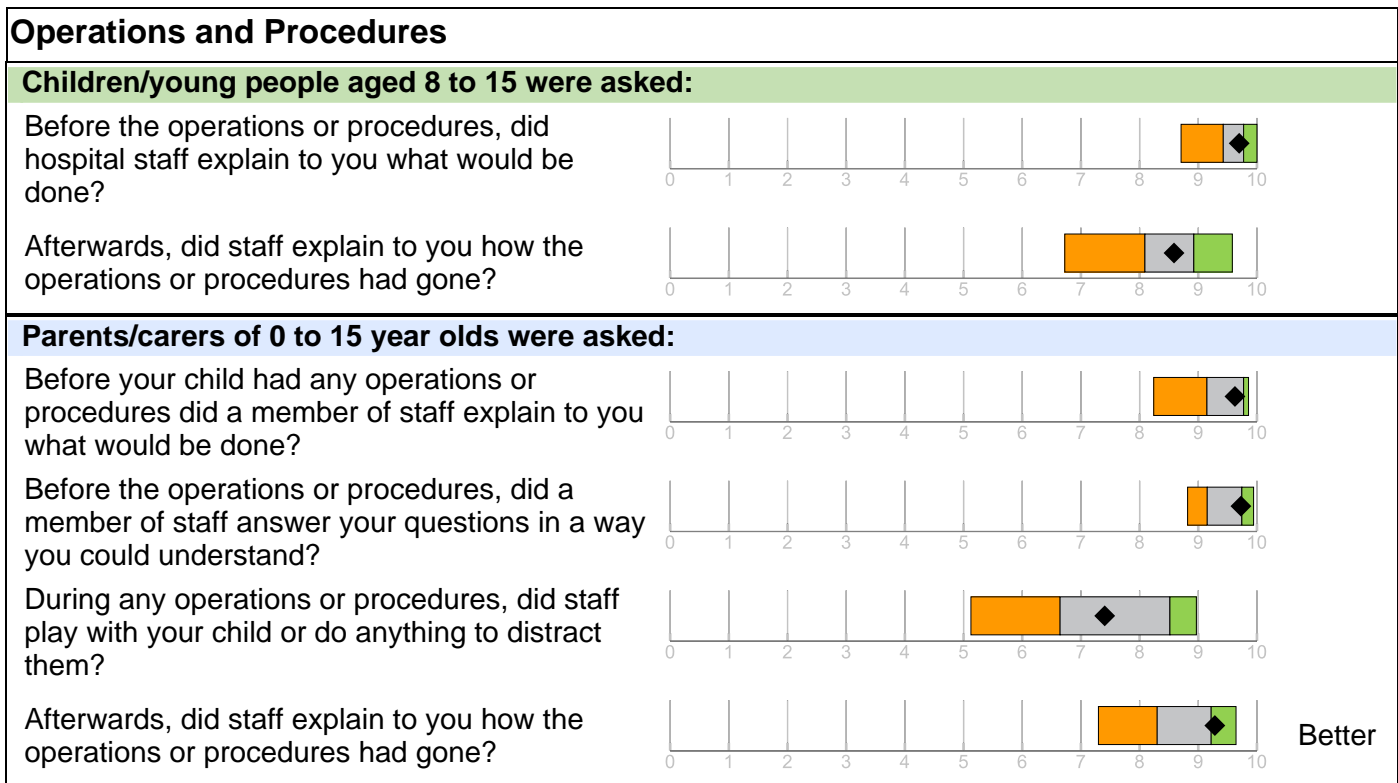 Operations and Procedures
Children/young people aged 8 to 15 were asked:
Before the operations or procedures, did
hospital staff explain to you what would be
done?
0 1 2 3 4 5 6 7 8 9 10
Afterwards, did staff explain to you how the
operations or procedures had gone?
0 1 2 3 4 5 6 7 8 9 10
Parents/carers of 0 to 15 year olds were asked:
Before your child had any operations or
procedures did a member of staff explain to you
what would be done?
0 1 2 3 4 5 6 7 8 9 10
Before the operations or procedures, did a
member of staff answer your questions in a way
you could understand?
0 1 2 3 4 5 6 7 8 9 10
During any operations or procedures, did staff
play with your child or do anything to distract
them?
0 1 2 3 4 5 6 7 8 9 10
Afterwards, did staff explain to you how the
operations or procedures had gone?
0 1 2 3 4 5 6 7 8 9 10
Better